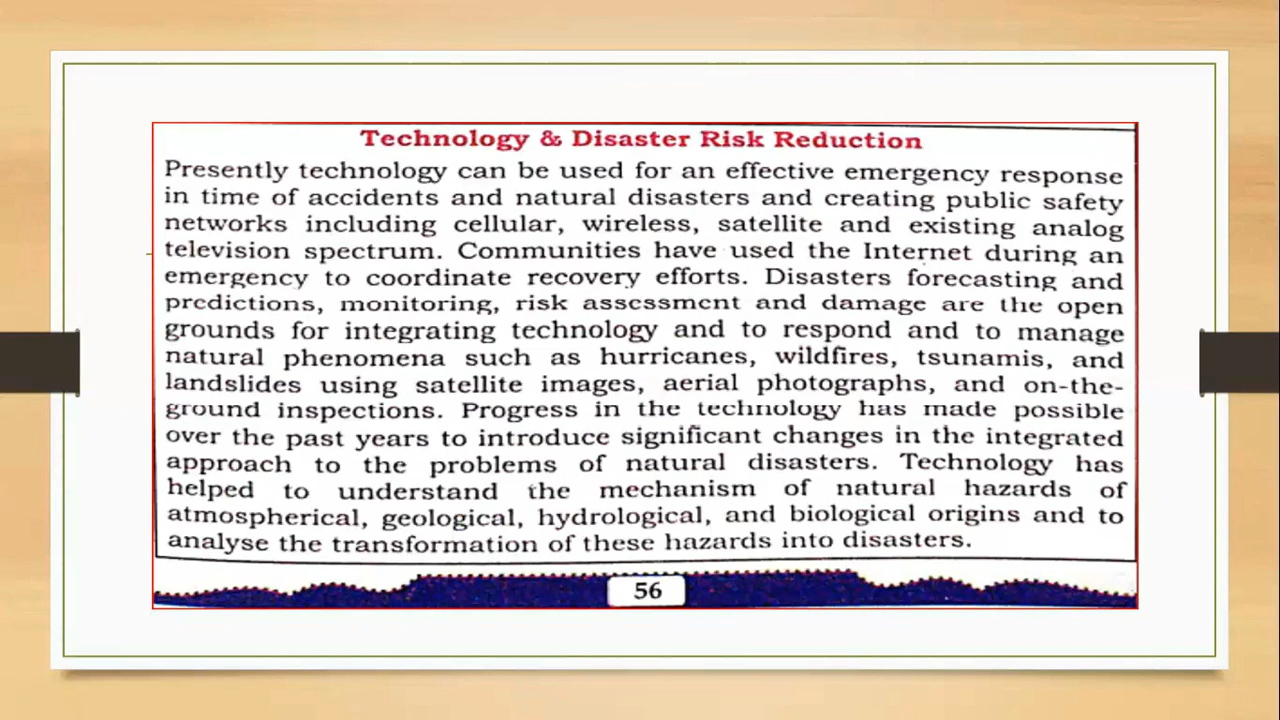 Technology & Disaster Risk Reduction
Presently technology can be used for an effective emergency response
in time of accidents and natural disasters and creating public safety
networks including cellular, wireless, satellite and existing analog
television spectrum. Communities have used the Internet during an
emergency to coordinate recovery efforts. Disasters forecasting and
predictions, monitoring, risk assessment and damage are the open
grounds for integrating technology and to respond and to manage
natural phenomena such as hurricanes, wildfires, tsunamis, and
landslides using satellite images, aerial photographs, and on-the-
ground inspections. Progress in the technology has made possible
over the past years to introduce significant changes in the integrated
approach to the problems of natural disasters. Technology has
helped to understand the mechanism of natural hazards of
atmospherical, geological, hydrological, and biological origins and to
analyse the transformation of these hazards into disasters.
56